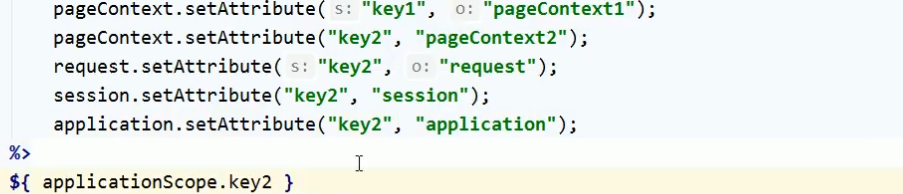 pageContext.setAttribute( s: "key1", o: "pageContext1");
pageContext.setAttribute("key2", "pageContext2");
request.setAttribute( s: "key2", o: "request");
session.setAttribute("key2", "session");
application.setAttribute("key2", "application");
%>
${ applicationScope.key2 }